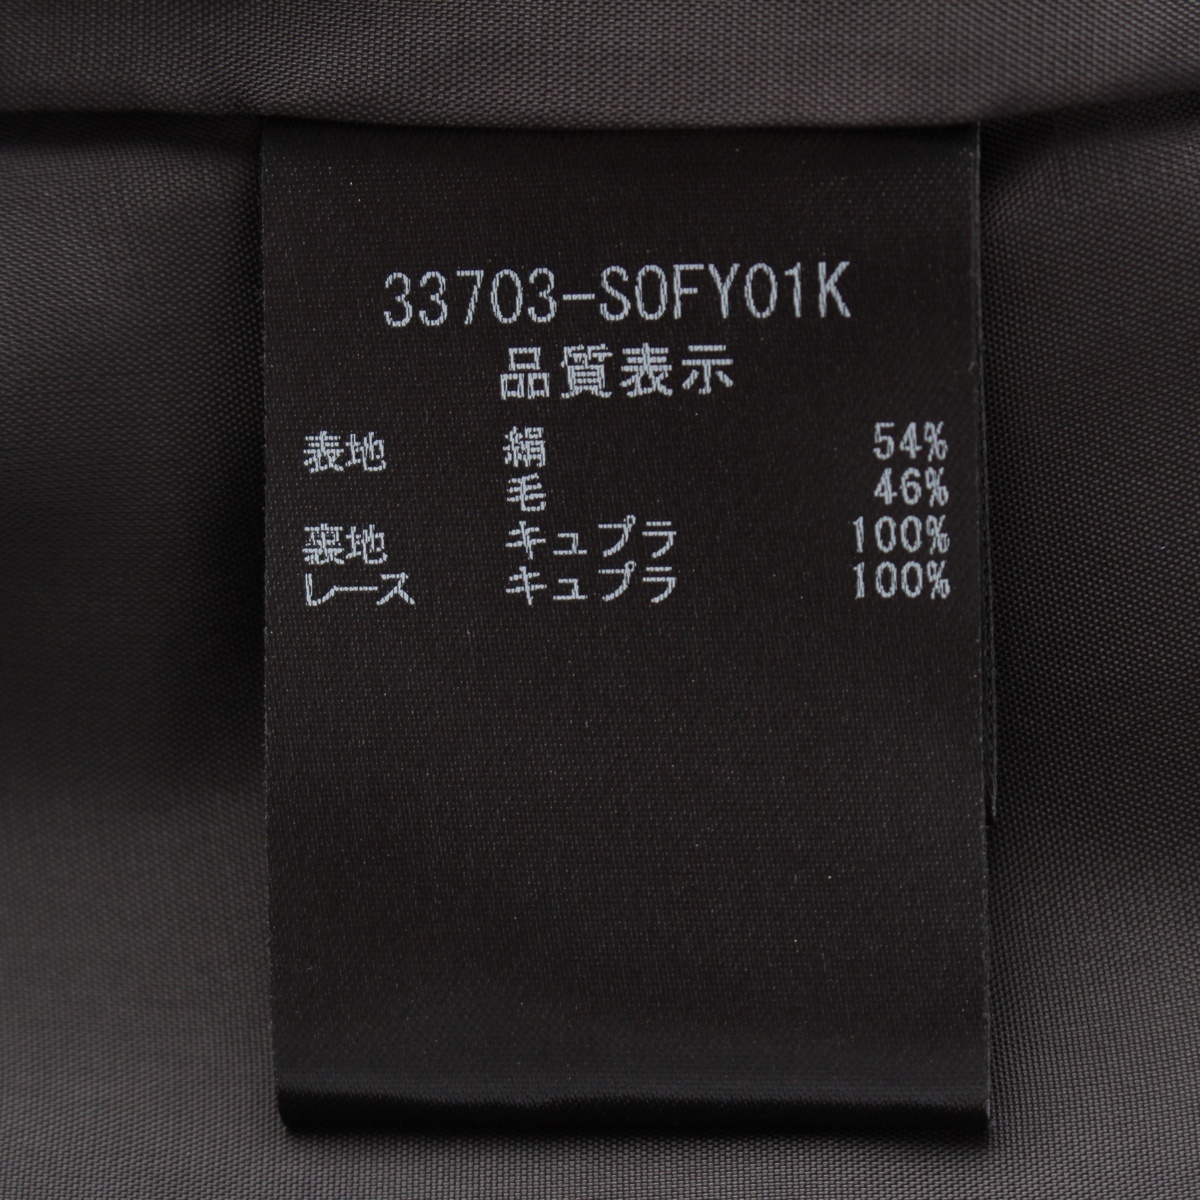 33703-S0FY01K
品質表示
表地 絹 54%
毛 46%
裏地 キュプラ 100%
レース キュプラ 100%